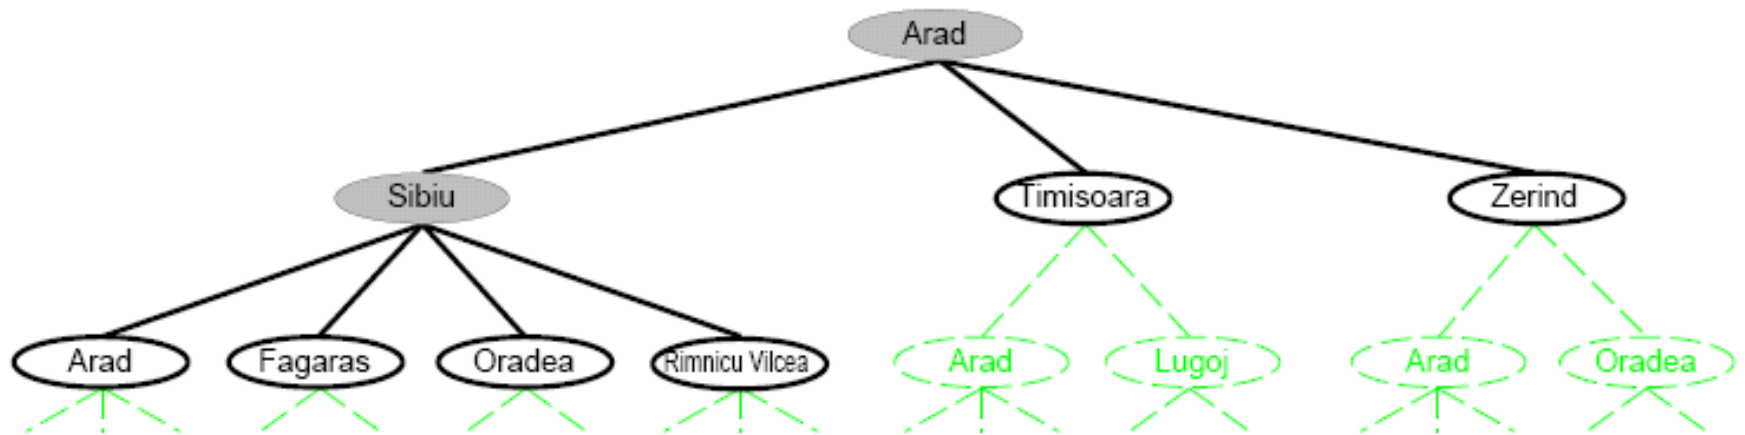 Arad
Sibiu
Timisoara
Zerind
Arad
Fagaras
Oradea
Rimnicu Vilcea
Arad
Lugoj
Arad
Oradea